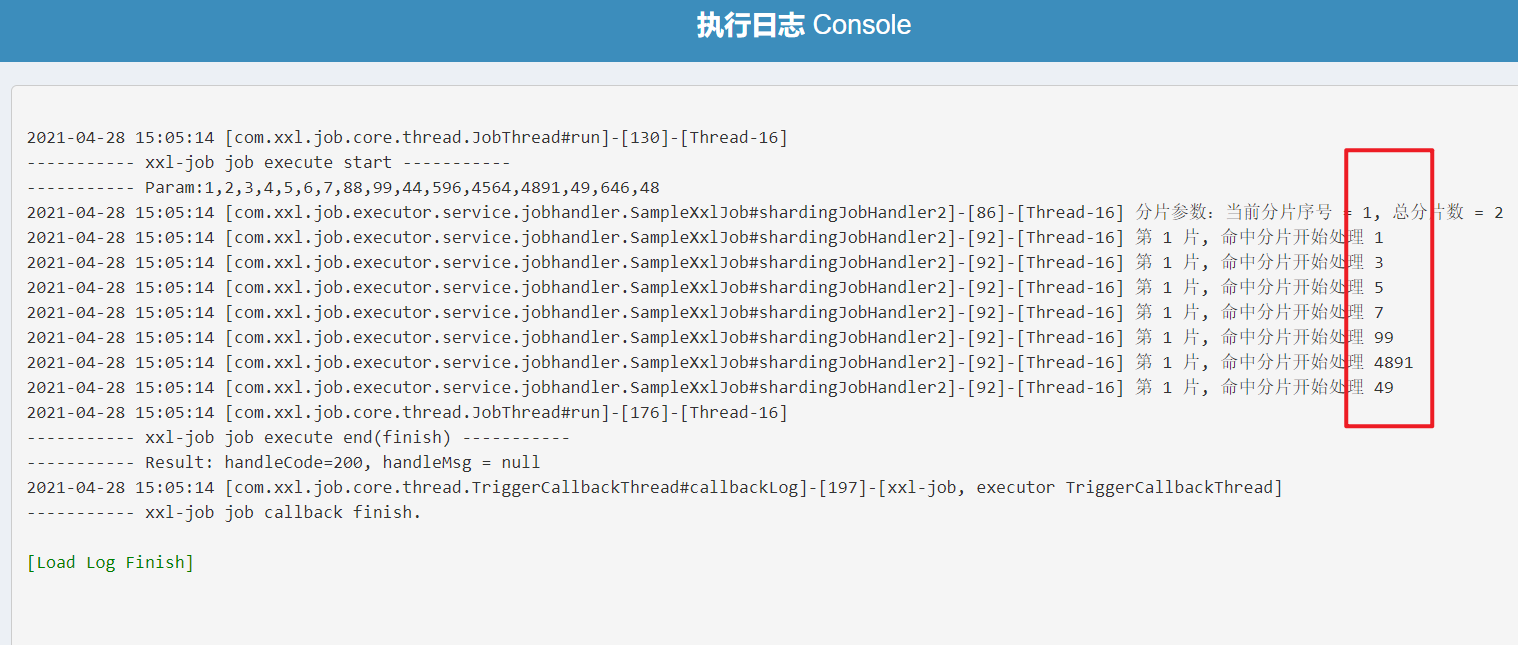 执行日志 Console
2021-04-28 15:05:14 [com.xxl.job.core.thread.JobThread#run]-[130]-[Thread-16]
----------- xxl-job job execute start -----------
----------- Param:1,2,3,4,5,6,7,88,99,44,596,4564,4891,49,646,48
2021-04-28 15:05:14 [com.xxl.job.executor.service.jobhandler.SampleXxlJob#shardingJobHandler2]-[86]-[Thread-16] 分片参数：当前分片序号 = 1, 总分片数 = 2
2021-04-28 15:05:14 [com.xxl.job.executor.service.jobhandler.SampleXxlJob#shardingJobHandler2]-[92]-[Thread-16] 第 1 片, 命中分片开始处理 1
2021-04-28 15:05:14 [com.xxl.job.executor.service.jobhandler.SampleXxlJob#shardingJobHandler2]-[92]-[Thread-16] 第 1 片, 命中分片开始处理 3
2021-04-28 15:05:14 [com.xxl.job.executor.service.jobhandler.SampleXxlJob#shardingJobHandler2]-[92]-[Thread-16] 第 1 片, 命中分片开始处理 5
2021-04-28 15:05:14 [com.xxl.job.executor.service.jobhandler.SampleXxlJob#shardingJobHandler2]-[92]-[Thread-16] 第 1 片, 命中分片开始处理 7
2021-04-28 15:05:14 [com.xxl.job.executor.service.jobhandler.SampleXxlJob#shardingJobHandler2]-[92]-[Thread-16] 第 1 片, 命中分片开始处理 99
2021-04-28 15:05:14 [com.xxl.job.executor.service.jobhandler.SampleXxlJob#shardingJobHandler2]-[92]-[Thread-16] 第 1 片, 命中分片开始处理 4891
2021-04-28 15:05:14 [com.xxl.job.executor.service.jobhandler.SampleXxlJob#shardingJobHandler2]-[92]-[Thread-16] 第 1 片, 命中分片开始处理 49
2021-04-28 15:05:14 [com.xxl.job.core.thread.JobThread#run]-[176]-[Thread-16]
----------- xxl-job job execute end(finish) -----------
----------- Result: handleCode=200, handleMsg = null
2021-04-28 15:05:14 [com.xxl.job.core.thread.TriggerCallbackThread#callbackLog]-[197]-[xxl-job, executor TriggerCallbackThread]
----------- xxl-job job callback finish.
[Load Log Finish]